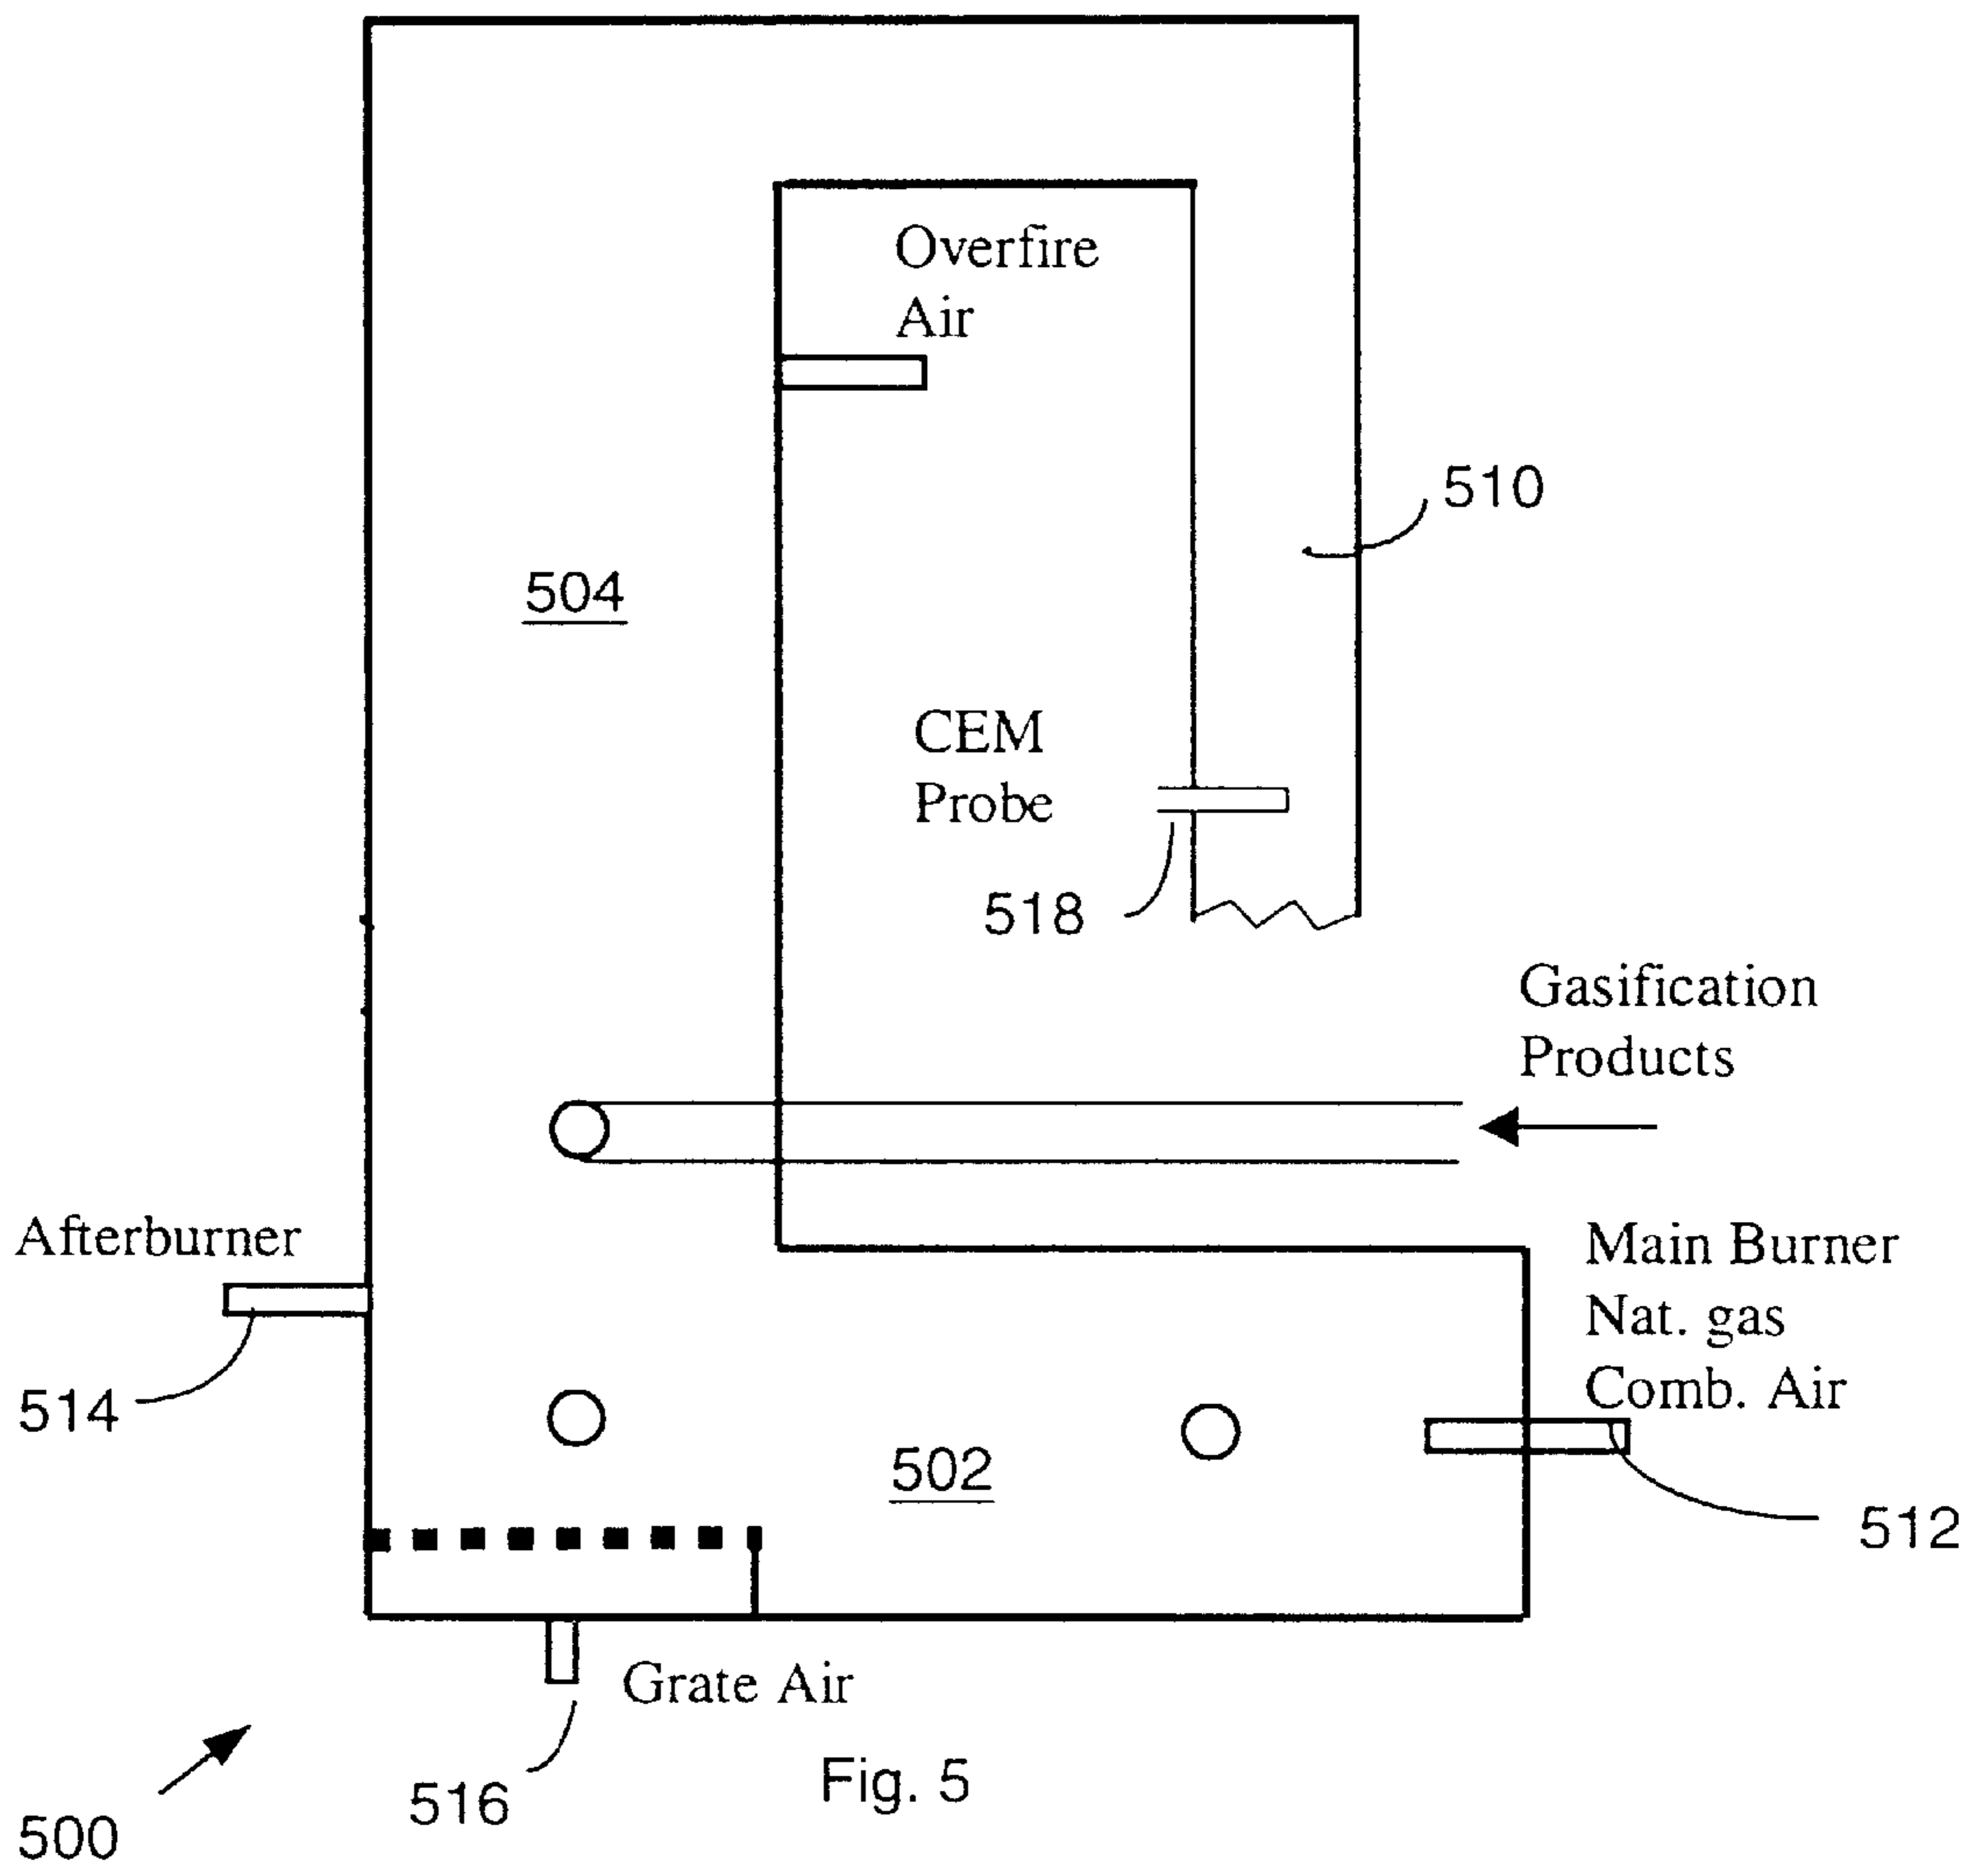 Overfire
Air
510
504
CEM
Probe
518
Gasification
Products
Afterburner
Main Burner
Nat. gas
Comb. Air
514
502
512
Grate Air
516
Fig. 5
500